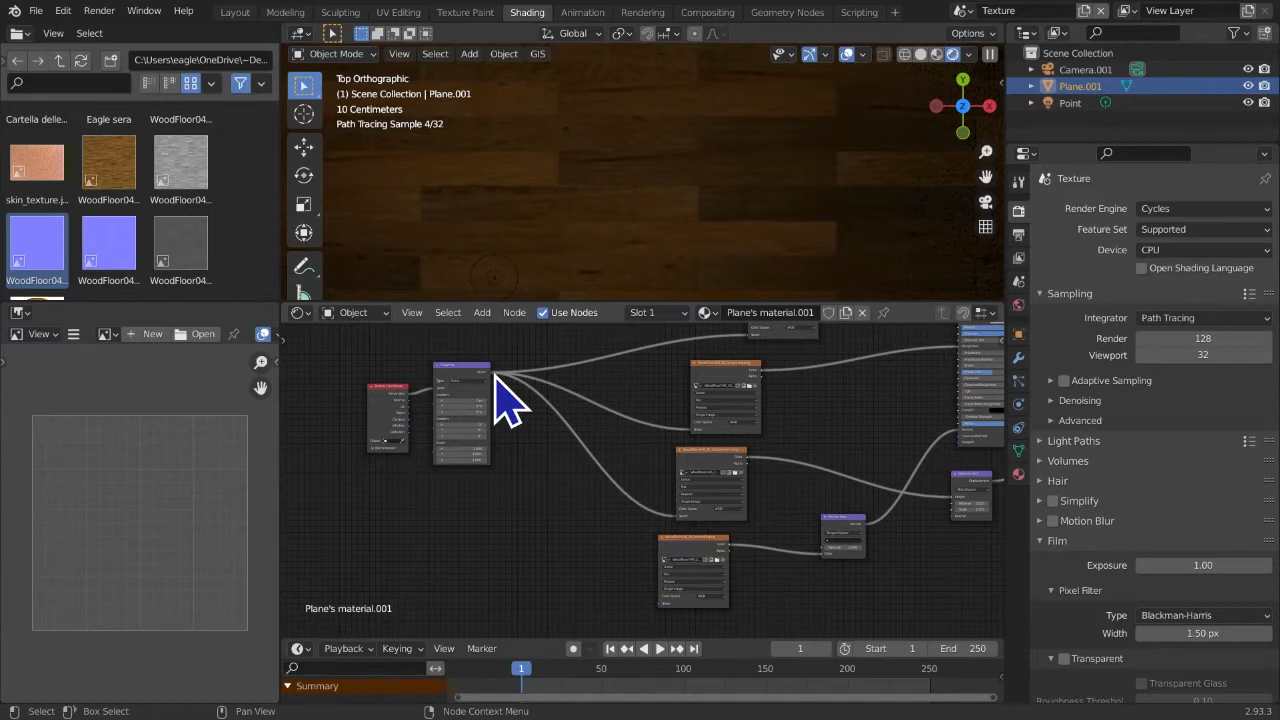 File Edit Render Window Help Layout Modeling Sculpting UV Editing Texture Paint Shading Animation Rendering Compositing Geometry Nodes Scripting + Texture View Layer
View Select
Global Options
C:\Users\eagle\OneDrive\~De...
Object Mode View Select Add Object GIS
Cartella delle... Eagle sera WoodFloor04...
skin_texture.j... WoodFloor04... WoodFloor04...
WoodFloor04... WoodFloor04... WoodFloor04...
Top Orthographic
(1) Scene Collection | Plane.001
10 Centimeters
Path Tracing Sample 4/32
Y
Z X
Scene Collection
Camera.001
Plane.001
Point
Texture
Render Engine Cycles
Feature Set Supported
Device CPU
Open Shading Language
Sampling
Integrator Path Tracing
Render 128
Viewport 32
Adaptive Sampling
Denoising
Advanced
Light Paths
Volumes
Hair
Simplify
Motion Blur
Film
Exposure 1.00
Pixel Filter
Type Blackman-Harris
Width 1.50 px
Transparent
Transparent Glass
Roughness Threshol.. 0.10
Object View Select Add Node Use Nodes Slot 1 Plane's material.001
View New Open
Mapping
Plane's material.001
Playback Keying View Marker 1 Start 1 End 250
1 50 100 150 200 250
Summary
Select Box Select Pan View Node Context Menu 2.93.3